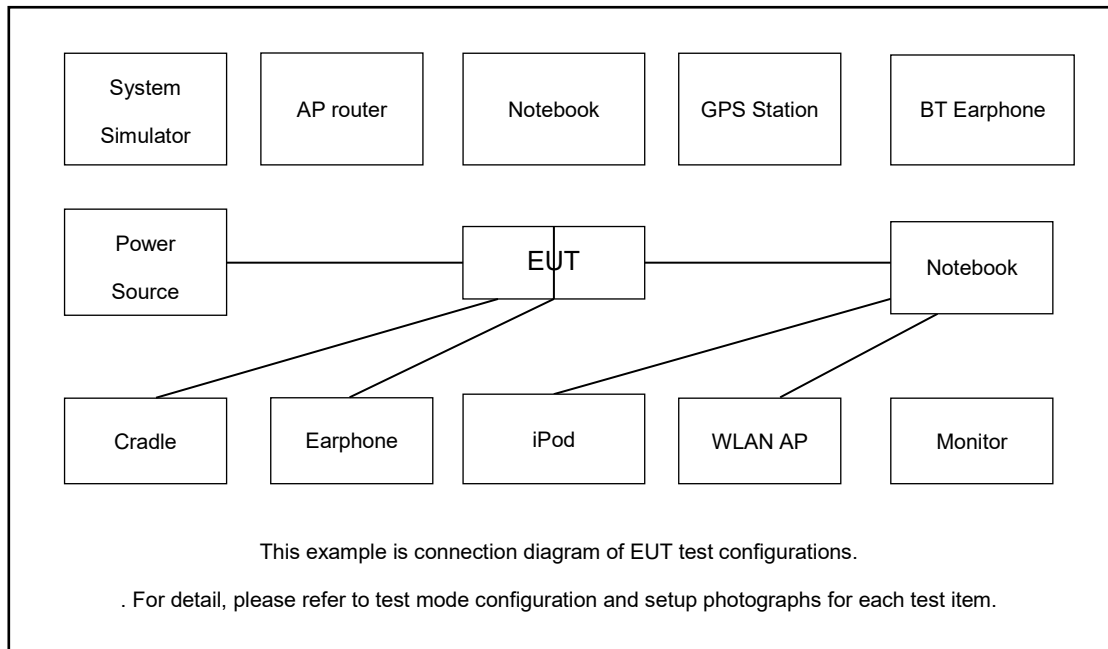 System
Simulator
AP router
Notebook
GPS Station
BT Earphone
Power
Source
EUT
Notebook
Cradle
Earphone
iPod
WLAN AP
Monitor
This example is connection diagram of EUT test configurations.
. For detail, please refer to test mode configuration and setup photographs for each test item.